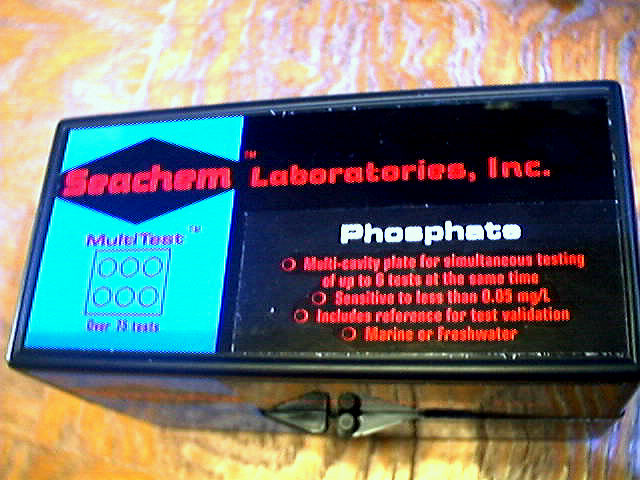 Seachem™ Laboratories, Inc.
MultiTest™
Over 75 tests
Phosphate
Multi-cavity plate for simultaneous testing
of up to 6 tests at the same time
Sensitive to less than 0.05 mg/L
Includes reference for test validation
Marine or Freshwater